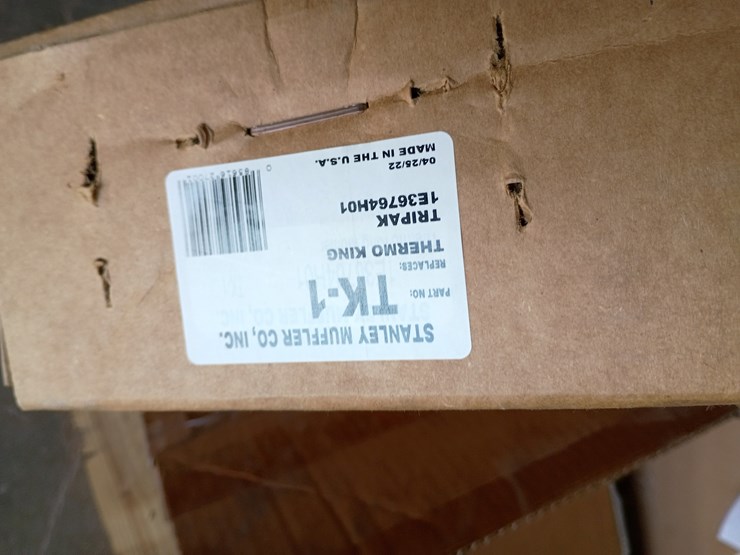 STANLEY MUFFLER CO, INC.
PART NO: TK-1
REPLACES:
THERMO KING
TRIPAK
1E36764H01
04/25/22
MADE IN THE U.S.A.